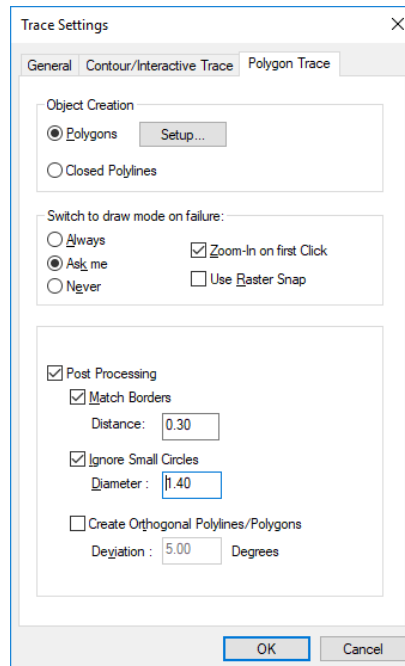 Trace Settings
General Contour/Interactive Trace Polygon Trace
Object Creation
Polygons Setup...
Closed Polylines
Switch to draw mode on failure:
Always
Zoom-In on first Click
Ask me
Use Raster Snap
Never
Post Processing
Match Borders
Distance: 0.30
Ignore Small Circles
Diameter : 1.40
Create Orthogonal Polylines/Polygons
Deviation : 5.00 Degrees
OK Cancel